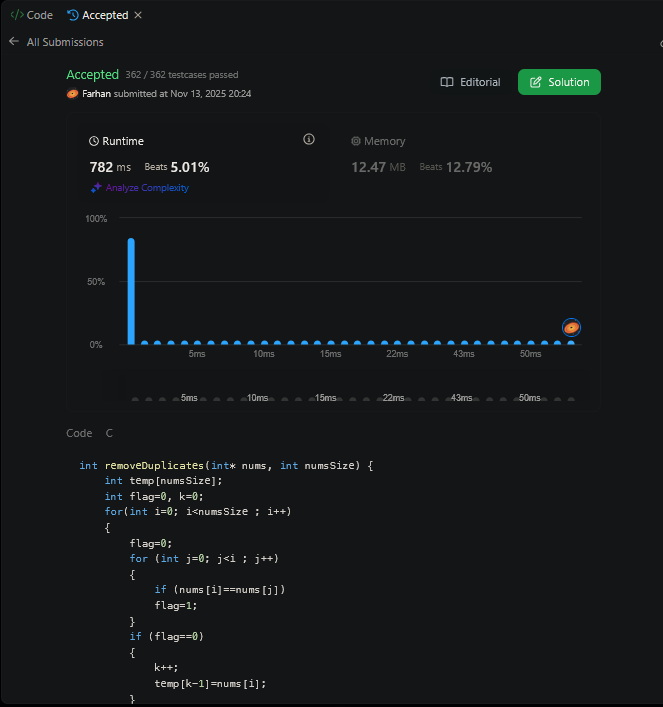 Code Accepted
All Submissions
Accepted 362 / 362 testcases passed
Farhan submitted at Nov 13, 2025 20:24
Editorial Solution
Runtime
782 ms Beats 5.01%
Analyze Complexity
Memory
12.47 MB Beats 12.79%
100%
50%
0%
5ms 10ms 15ms 22ms 43ms 50ms
5ms 10ms 15ms 22ms 43ms 50ms
Code C
int removeDuplicates(int* nums, int numsSize) {
    int temp[numsSize];
    int flag=0, k=0;
    for(int i=0; i<numsSize ; i++)
    {
        flag=0;
        for (int j=0; j<i ; j++)
        {
            if (nums[i]==nums[j])
            flag=1;
        }
        if (flag==0)
        {
            k++;
            temp[k-1]=nums[i];
        }